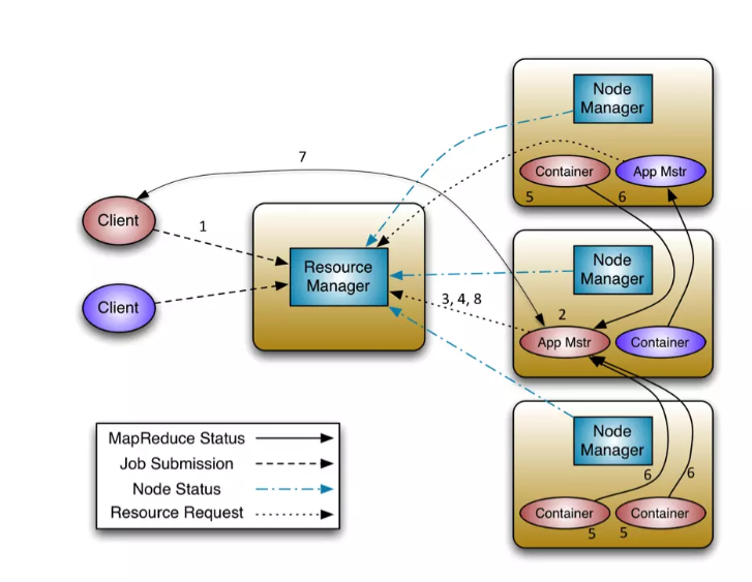 Node
Manager
Container
App Mstr
5
6
7
Client
1
Resource
Manager
Client
3, 4, 8
Node
Manager
2
App Mstr
Container
Node
Manager
6
6
Container
Container
5
5
MapReduce Status
Job Submission
Node Status
Resource Request